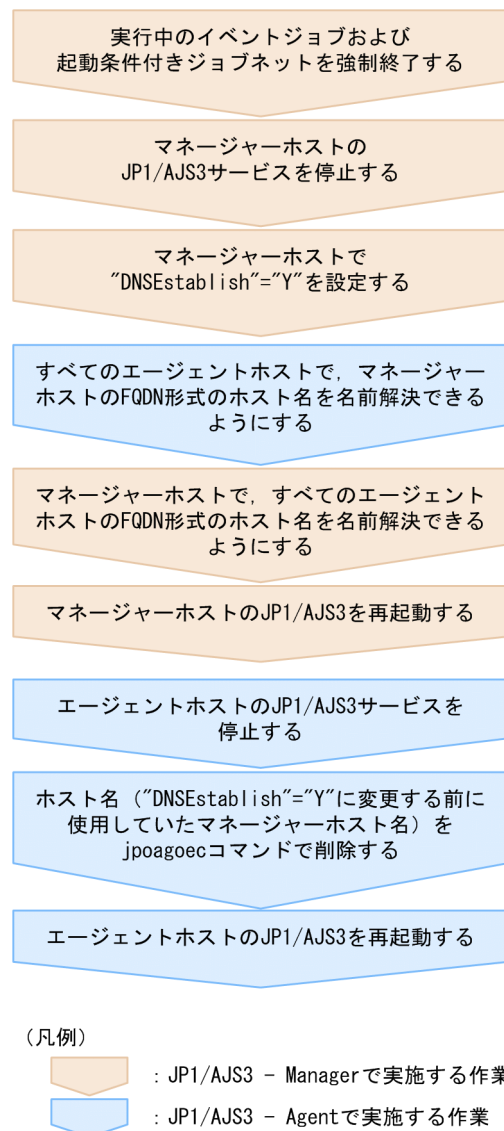 実行中のイベントジョブおよび
起動条件付きジョブネットを強制終了する
マネージャーホストの
JP1/AJS3サービスを停止する
マネージャーホストで
"DNSEstablish"="Y"を設定する
すべてのエージェントホストで，マネージャー
ホストのFQDN形式のホスト名を名前解決できる
ようにする
マネージャーホストで，すべてのエージェント
ホストのFQDN形式のホスト名を名前解決できる
ようにする
マネージャーホストのJP1/AJS3を再起動する
エージェントホストのJP1/AJS3サービスを
停止する
ホスト名（"DNSEstablish"="Y"に変更する前に
使用していたマネージャーホスト名）を
jpoagoecコマンドで削除する
エージェントホストのJP1/AJS3を再起動する
（凡例）
：JP1/AJS3 − Managerで実施する作業
：JP1/AJS3 − Agentで実施する作業